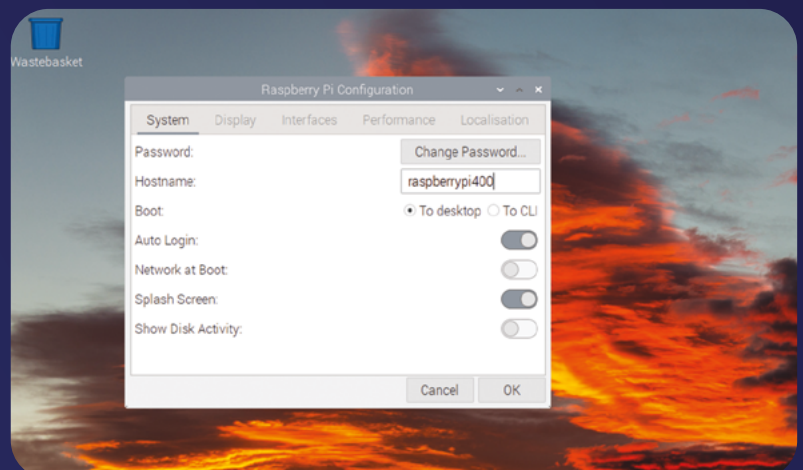 Wastebasket
Raspberry Pi Configuration
System Display Interfaces Performance Localisation
Password: Change Password...
Hostname: raspberrypi400
Boot: To desktop To CLI
Auto Login:
Network at Boot:
Splash Screen:
Show Disk Activity:
Cancel OK